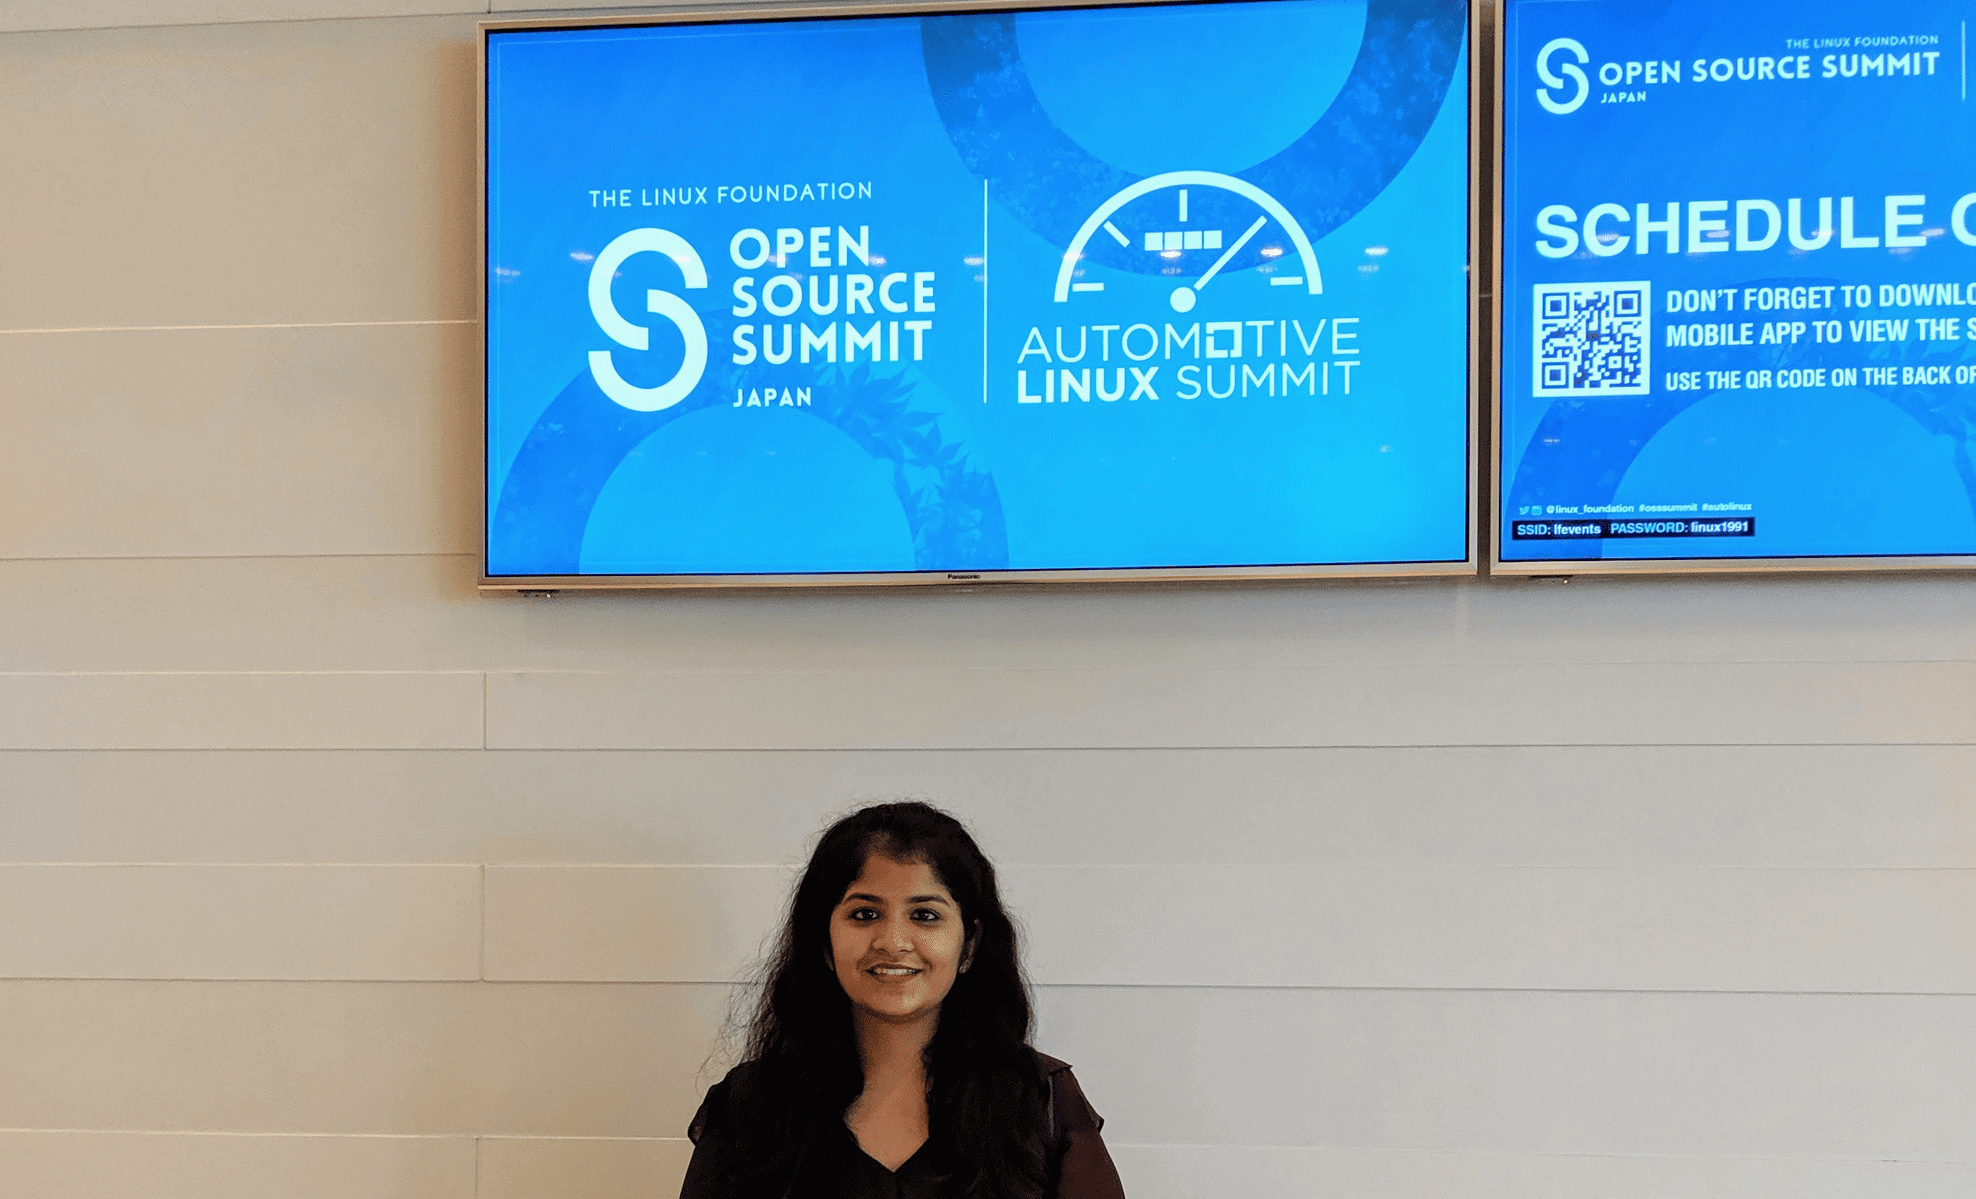 THE LINUX FOUNDATION
OPEN
SOURCE
SUMMIT
JAPAN
AUTOMOTIVE
LINUX SUMMIT
Panasonic
THE LINUX FOUNDATION
OPEN SOURCE SUMMIT
JAPAN
SCHEDULE
DON'T FORGET TO
MOBILE APP TO VIEW THE
USE THE QR CODE ON THE BACK
@linux_foundation #osssummit #autolinux
SSID: lfevents PASSWORD: linux1991